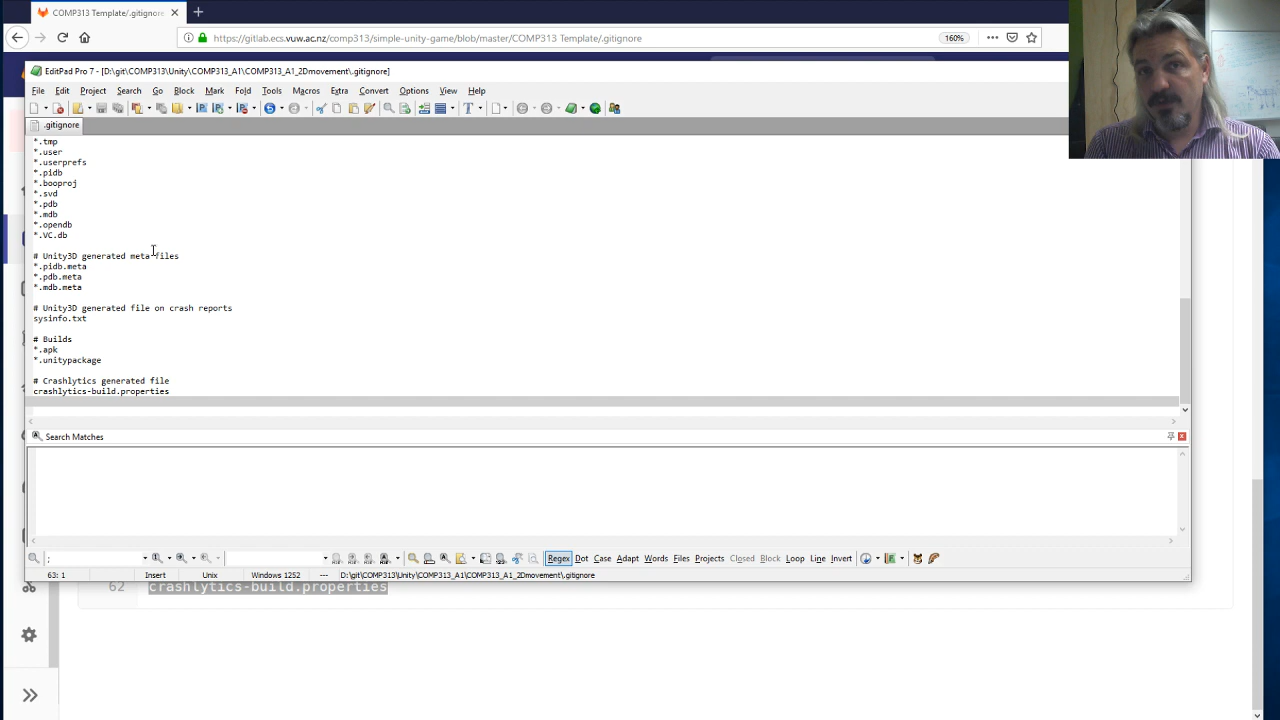 COMP313 Template/.gitignore
https://gitlab.ecs.vuw.ac.nz/comp313/simple-unity-game/blob/master/COMP313 Template/.gitignore
160%
EditPad Pro 7 - [D:\git\COMP313\Unity\COMP313_A1\COMP313_A1_2Dmovement\.gitignore]
File Edit Project Search Go Block Mark Fold Tools Macros Extra Convert Options View Help
.gitignore
*.tmp
*.user
*.userprefs
*.pidb
*.booproj
*.svd
*.pdb
*.mdb
*.opendb
*.VC.db
# Unity3D generated meta files
*.pidb.meta
*.pdb.meta
*.mdb.meta
# Unity3D generated file on crash reports
sysinfo.txt
# Builds
*.apk
*.unitypackage
# Crashlytics generated file
crashlytics-build.properties
Search Matches
:
Regex Dot Case Adapt Words Files Projects Closed Block Loop Line Invert
63: 1 Insert Unix Windows 1252 --- D:\git\COMP313\Unity\COMP313_A1\COMP313_A1_2Dmovement\.gitignore
62 crashlytics-build.properties